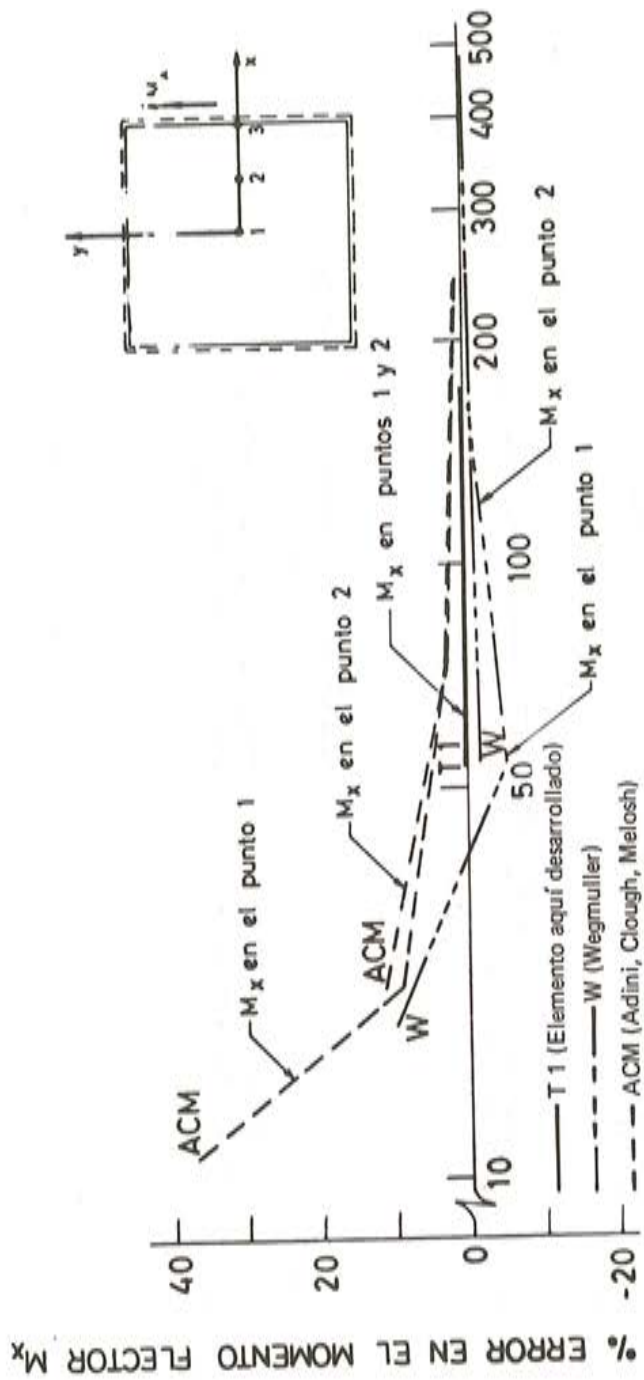 % ERROR EN EL MOMENTO FLECTOR Mx
40
20
0
-20
10
50
100
200
300
400
500
ACM
Mx en el punto 1
ACM
Mx en el punto 2
W
T 1
W
Mx en puntos 1 y 2
Mx en el punto 2
Mx en el punto 1
y
x
1
2
3
T 1 (Elemento aquí desarrollado)
W (Wegmuller)
ACM (Adini, Clough, Melosh)